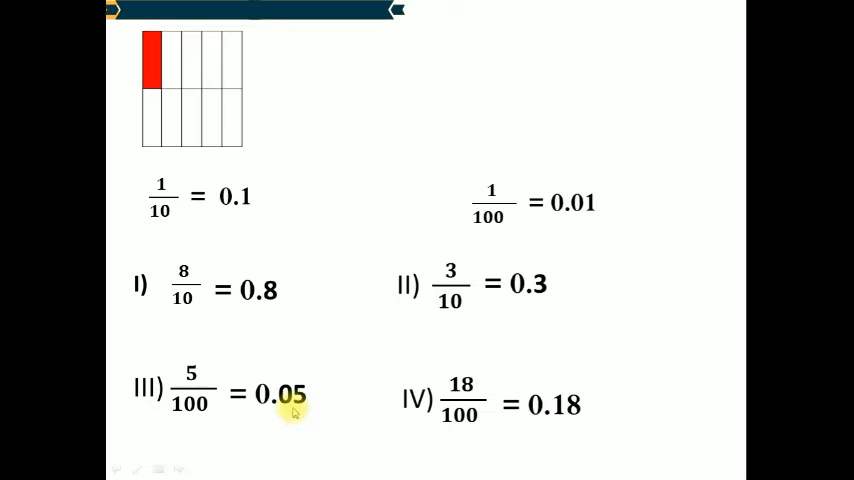 1/10 = 0.1
1/100 = 0.01
I) 8/10 = 0.8
II) 3/10 = 0.3
III) 5/100 = 0.05
IV) 18/100 = 0.18